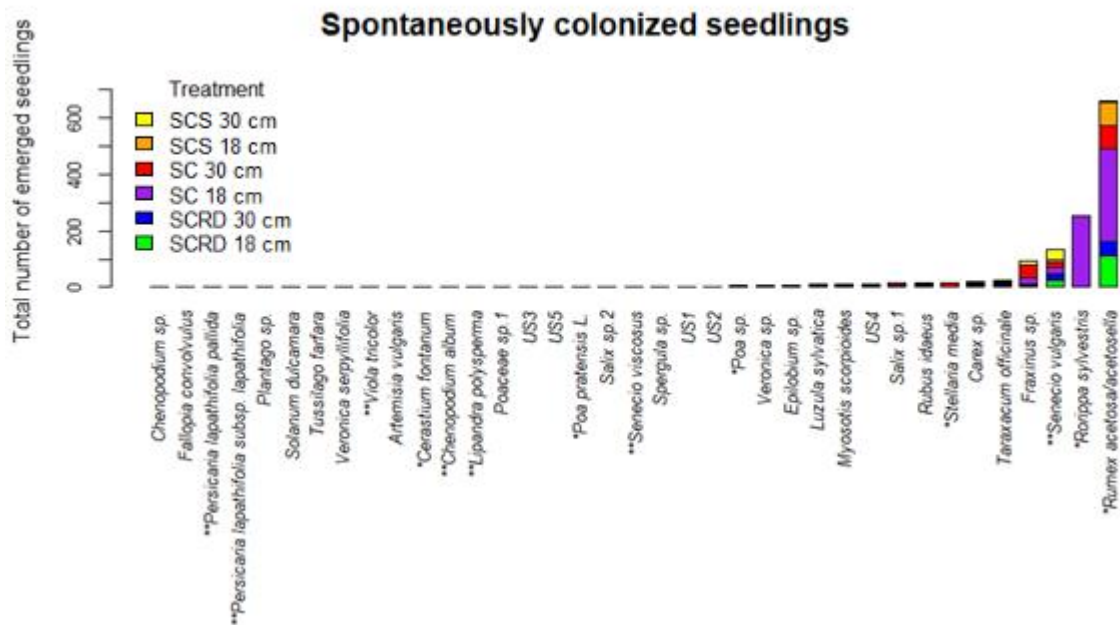 Spontaneously colonized seedlings
Total number of emerged seedlings
600
400
200
0
Treatment
SCS 30 cm
SCS 18 cm
SC 30 cm
SC 18 cm
SCRD 30 cm
SCRD 18 cm
Chenopodium sp.
Fallopia convolvulus
**Persicaria lapathifolia pallida
**Persicaria lapathifolia subsp. lapathifolia
Plantago sp.
Solanum dulcamara
Tussilago farfara
Veronica serpyllifolia
**Viola tricolor
Artemisia vulgaris
*Cerastium fontanum
**Chenopodium album
**Lipandra polysperma
Poaceae sp.1
US3
US5
*Poa pratensis L.
Salix sp.2
**Senecio viscosus
Spergula sp.
US1
US2
*Poa sp.
Veronica sp.
Epilobium sp.
Luzula sylvatica
Myosotis scorpioides
US4
Salix sp.1
Rubus idaeus
*Stellaria media
Carex sp.
Taraxacum officinale
Fraxinus sp.
**Senecio vulgaris
*Rorippa sylvestris
*Rumex acetosa/acetosella